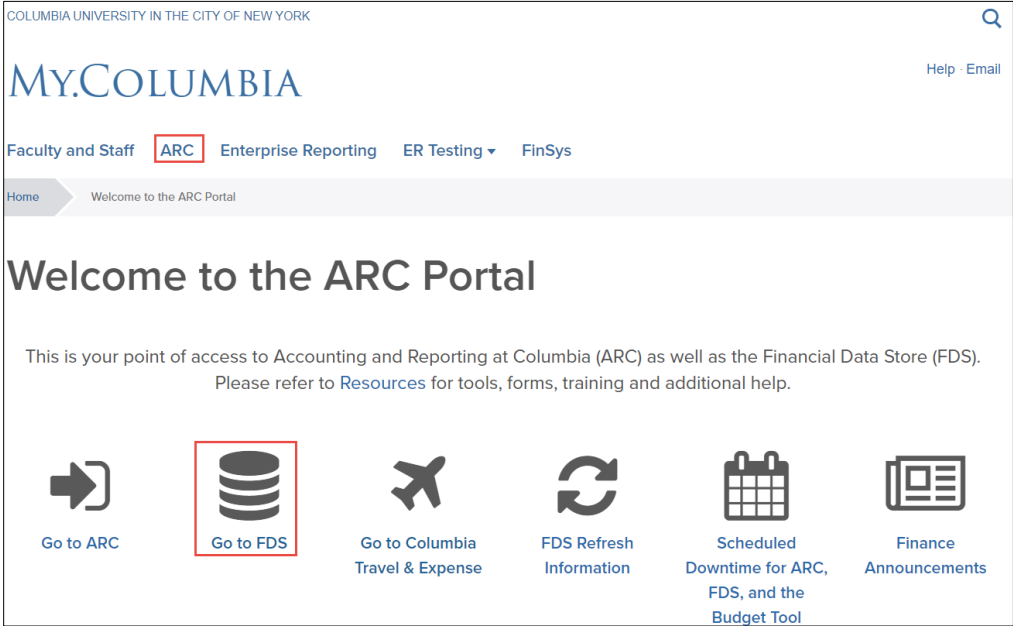 COLUMBIA UNIVERSITY IN THE CITY OF NEW YORK
MY.COLUMBIA
Help · Email
Faculty and Staff ARC Enterprise Reporting ER Testing FinSys
Home Welcome to the ARC Portal
Welcome to the ARC Portal
This is your point of access to Accounting and Reporting at Columbia (ARC) as well as the Financial Data Store (FDS).
Please refer to Resources for tools, forms, training and additional help.
Go to ARC
Go to FDS
Go to Columbia
Travel & Expense
FDS Refresh
Information
Scheduled
Downtime for ARC,
FDS, and the
Budget Tool
Finance
Announcements